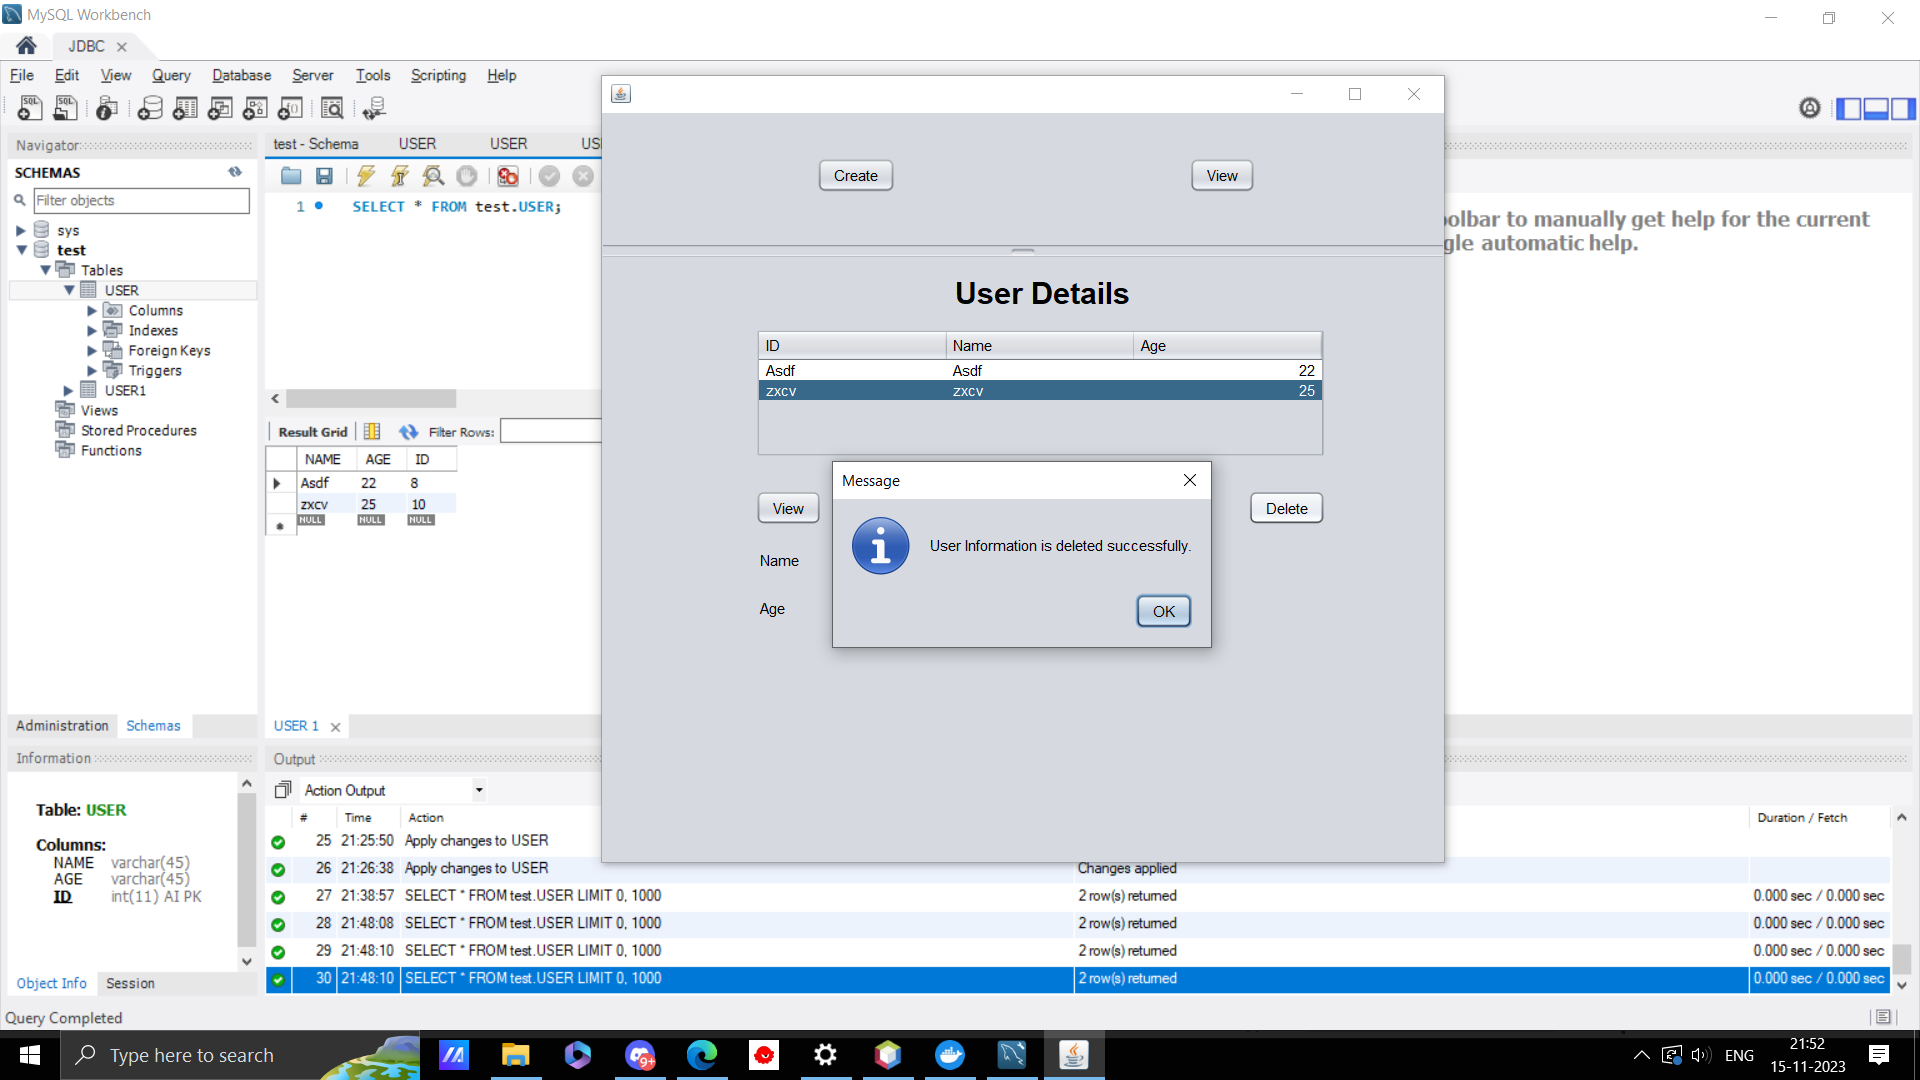 MySQL Workbench
JDBC
File Edit View Query Database Server Tools Scripting Help
Navigator
SCHEMAS
Filter objects
sys
test
Tables
USER
Columns
Indexes
Foreign Keys
Triggers
USER1
Views
Stored Procedures
Functions
Administration Schemas
Information
Table: USER
Columns:
NAME varchar(45)
AGE varchar(45)
ID int(11) AI PK
Object Info Session
Query Completed
test - Schema USER USER US
1 SELECT * FROM test.USER;
Result Grid Filter Rows:
NAME AGE ID
Asdf 22 8
zxcv 25 10
NULL NULL NULL
USER 1
Create View
User Details
ID Name Age
Asdf Asdf 22
zxcv zxcv 25
View Delete
Name
Age
Message
User Information is deleted successfully.
OK
olbar to manually get help for the current
gle automatic help.
Output
Action Output
# Time Action Duration / Fetch
25 21:25:50 Apply changes to USER
26 21:26:38 Apply changes to USER Changes applied
27 21:38:57 SELECT * FROM test.USER LIMIT 0, 1000 2 row(s) returned 0.000 sec / 0.000 sec
28 21:48:08 SELECT * FROM test.USER LIMIT 0, 1000 2 row(s) returned 0.000 sec / 0.000 sec
29 21:48:10 SELECT * FROM test.USER LIMIT 0, 1000 2 row(s) returned 0.000 sec / 0.000 sec
30 21:48:10 SELECT * FROM test.USER LIMIT 0, 1000 2 row(s) returned 0.000 sec / 0.000 sec
Type here to search
9+
ENG
21:52
15-11-2023